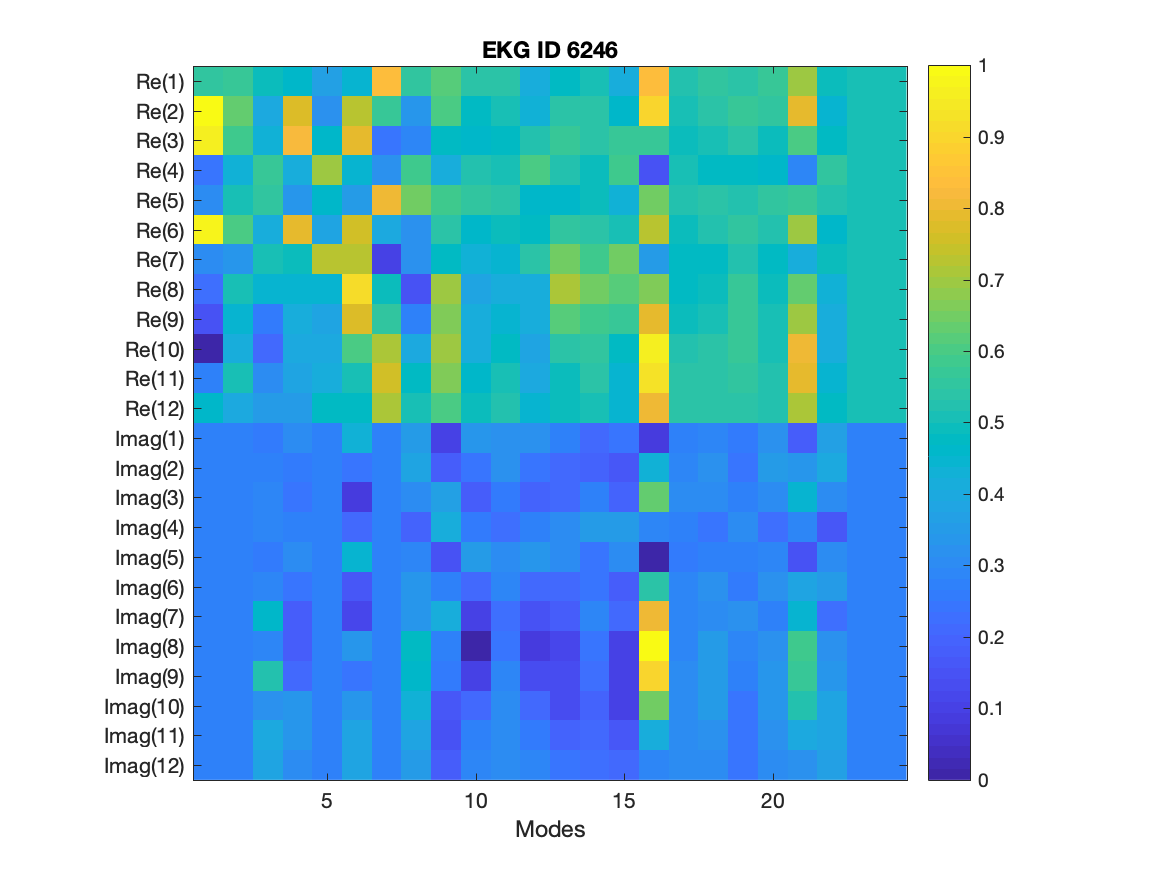 EKG ID 6246
Re(1)
Re(2)
Re(3)
Re(4)
Re(5)
Re(6)
Re(7)
Re(8)
Re(9)
Re(10)
Re(11)
Re(12)
Imag(1)
Imag(2)
Imag(3)
Imag(4)
Imag(5)
Imag(6)
Imag(7)
Imag(8)
Imag(9)
Imag(10)
Imag(11)
Imag(12)
5 10 15 20
Modes
1
0.9
0.8
0.7
0.6
0.5
0.4
0.3
0.2
0.1
0